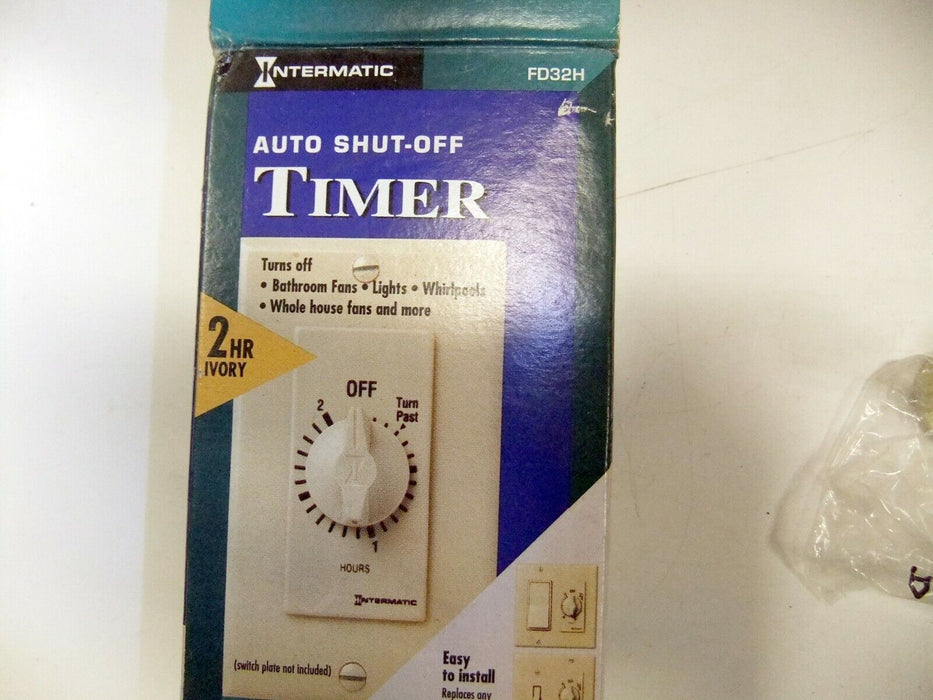 INTERMATIC
FD32H
AUTO SHUT-OFF
TIMER
Turns off
• Bathroom Fans • Lights • Whirlpools
• Whole house fans and more
2 HR
IVORY
OFF
2
Turn
Past
1
HOURS
INTERMATIC
(switch plate not included)
Easy
to install
Replaces any